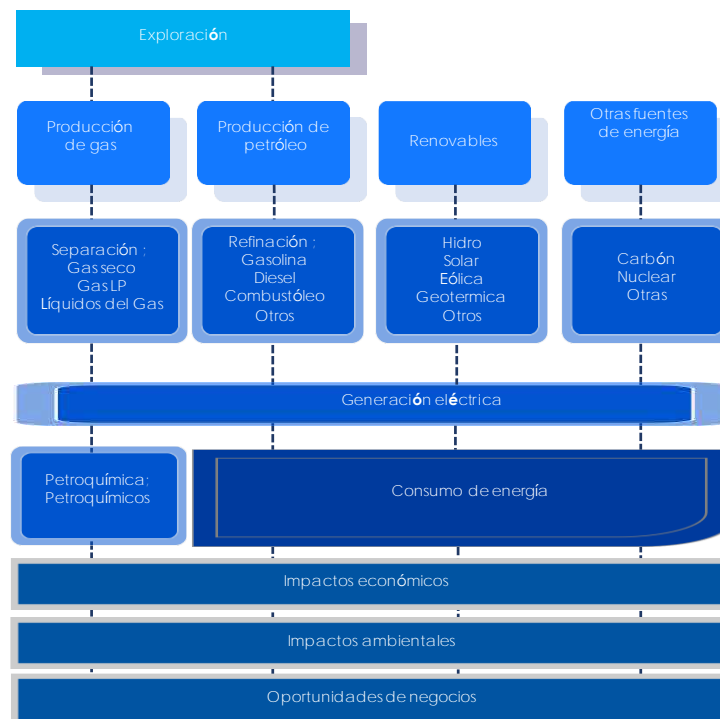 Exploración
Producción
de gas
Producción de
petróleo
Renovables
Otras fuentes
de energía
Separación ;
Gas seco
Gas LP
Líquidos del Gas
Refinación ;
Gasolina
Diesel
Combustóleo
Otros
Hidro
Solar
Eólica
Geotermica
Otros
Carbón
Nuclear
Otras
Generación eléctrica
Petroquímica;
Petroquímicos
Consumo de energía
Impactos económicos
Impactos ambientales
Oportunidades de negocios